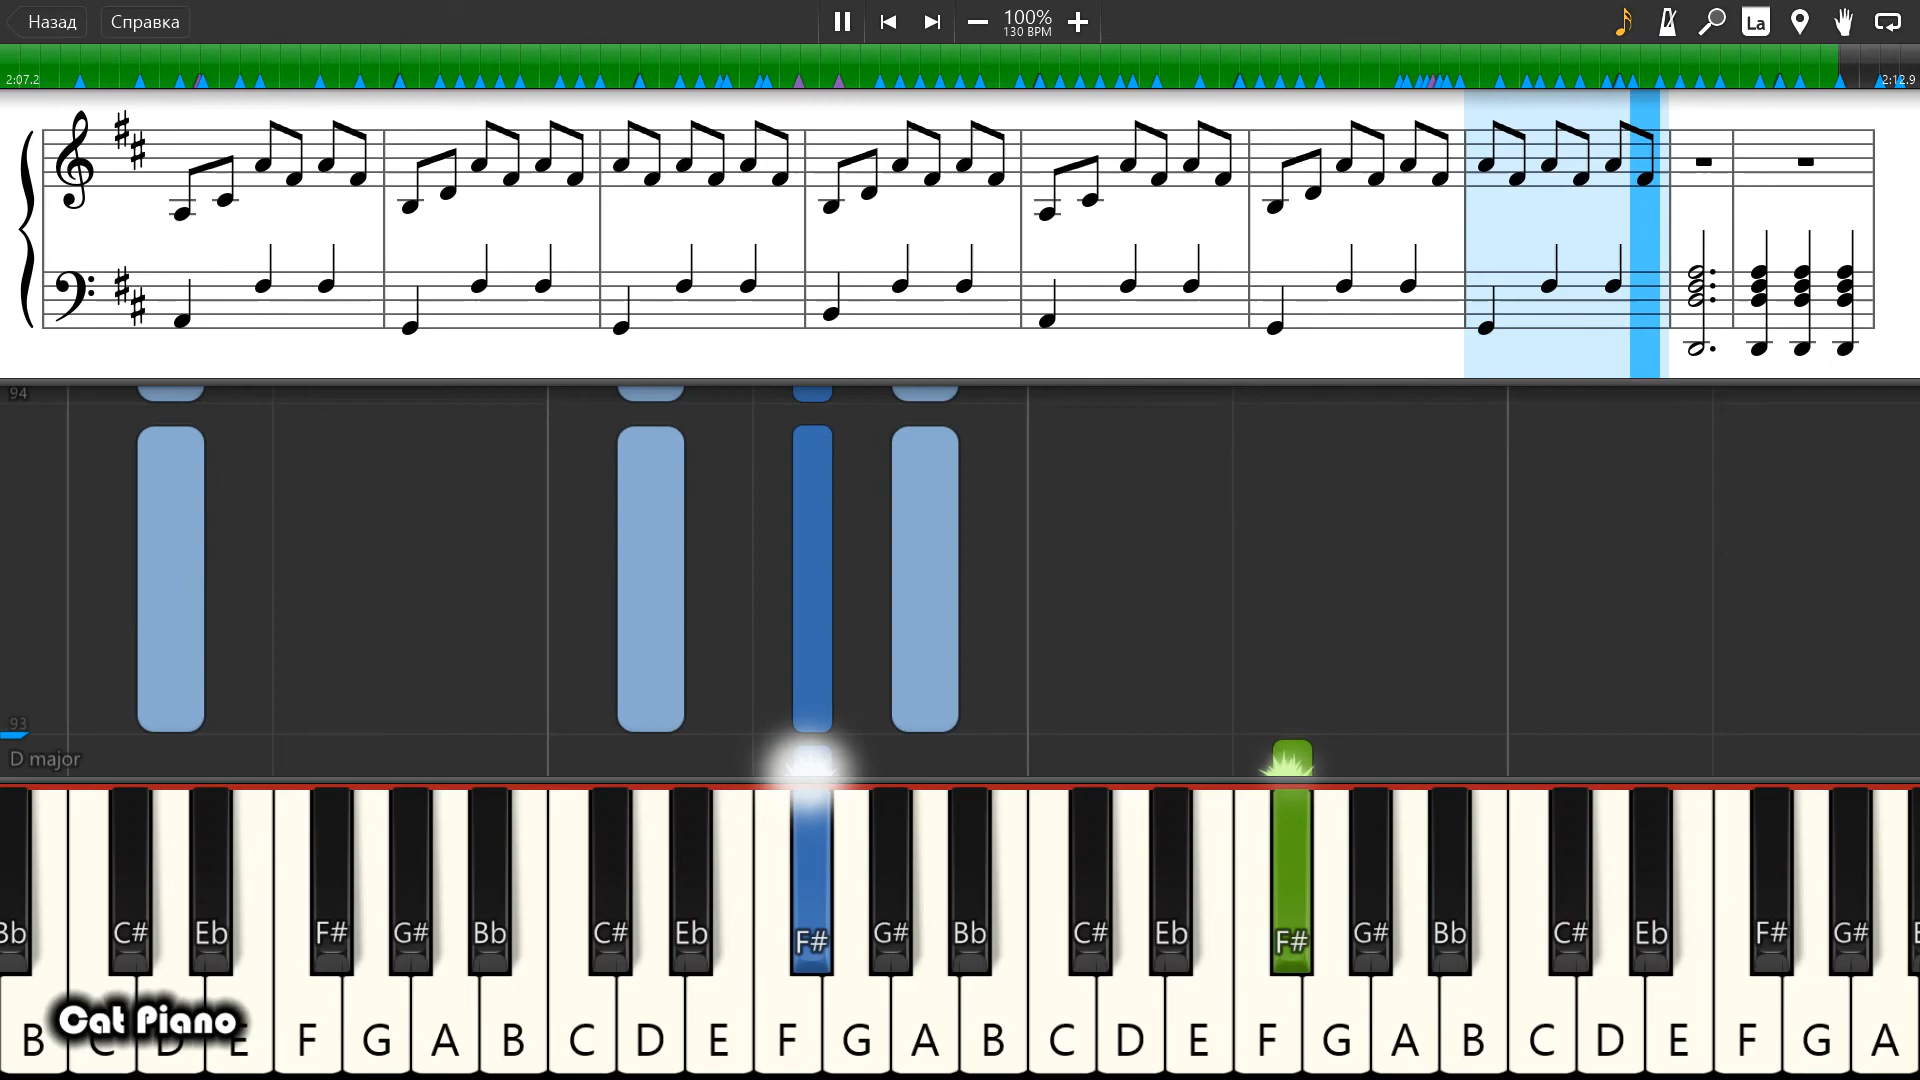 Назад
Справка
100%
130 BPM
La
2:07.2
2:12.9
94
93
D major
Bb C# Eb F# G# Bb C# Eb F# G# Bb C# Eb F# G# Bb C# Eb F# G#
Cat Piano
B C D E F G A B C D E F G A B C D E F G A B C D E F G A